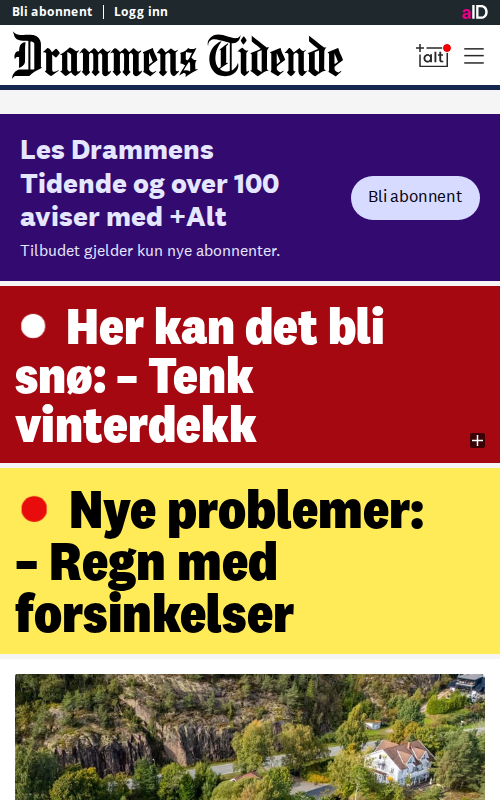 Bli abonnent
Logg inn
aID
Drammens Tidende
+alt
Les Drammens
Tidende og over 100
aviser med +Alt
Tilbudet gjelder kun nye abonnenter.
Bli abonnent
Her kan det bli
snø: – Tenk
vinterdekk
Nye problemer:
– Regn med
forsinkelser